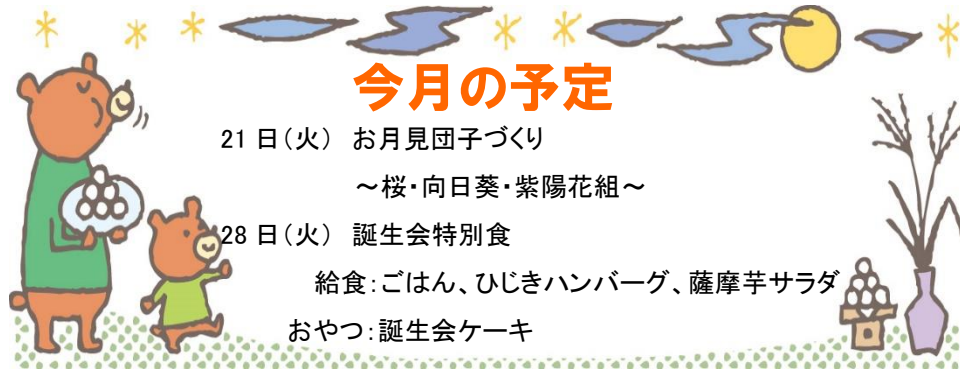 今月の予定
21日(火) お月見団子づくり
～桜・向日葵・紫陽花組～
28日(火) 誕生会特別食
給食:ごはん、ひじきハンバーグ、薩摩芋サラダ
おやつ:誕生会ケーキ